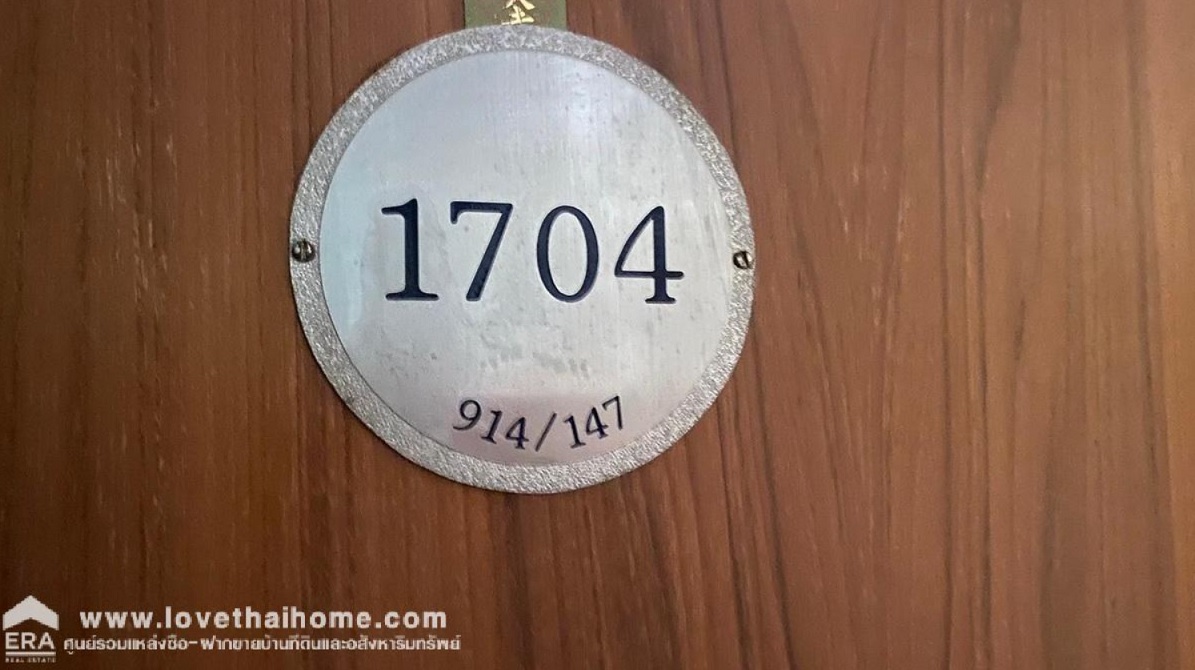 1704
914/147
www.lovethaihome.com
ERA
REAL ESTATE
ศูนย์รวมแหล่งซื้อ-ฝากขายบ้านที่ดินและอสังหาริมทรัพย์